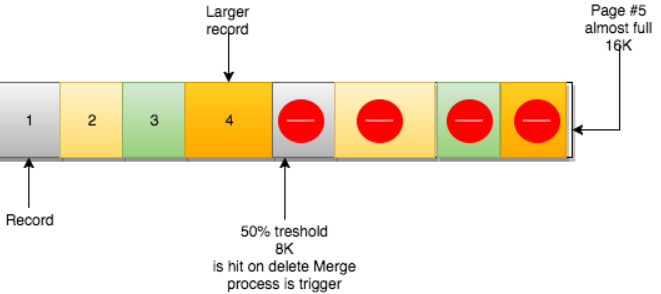 Larger
record
Page #5
almost full
16K
1
2
3
4
Record
50% treshold
8K
is hit on delete Merge
process is trigger